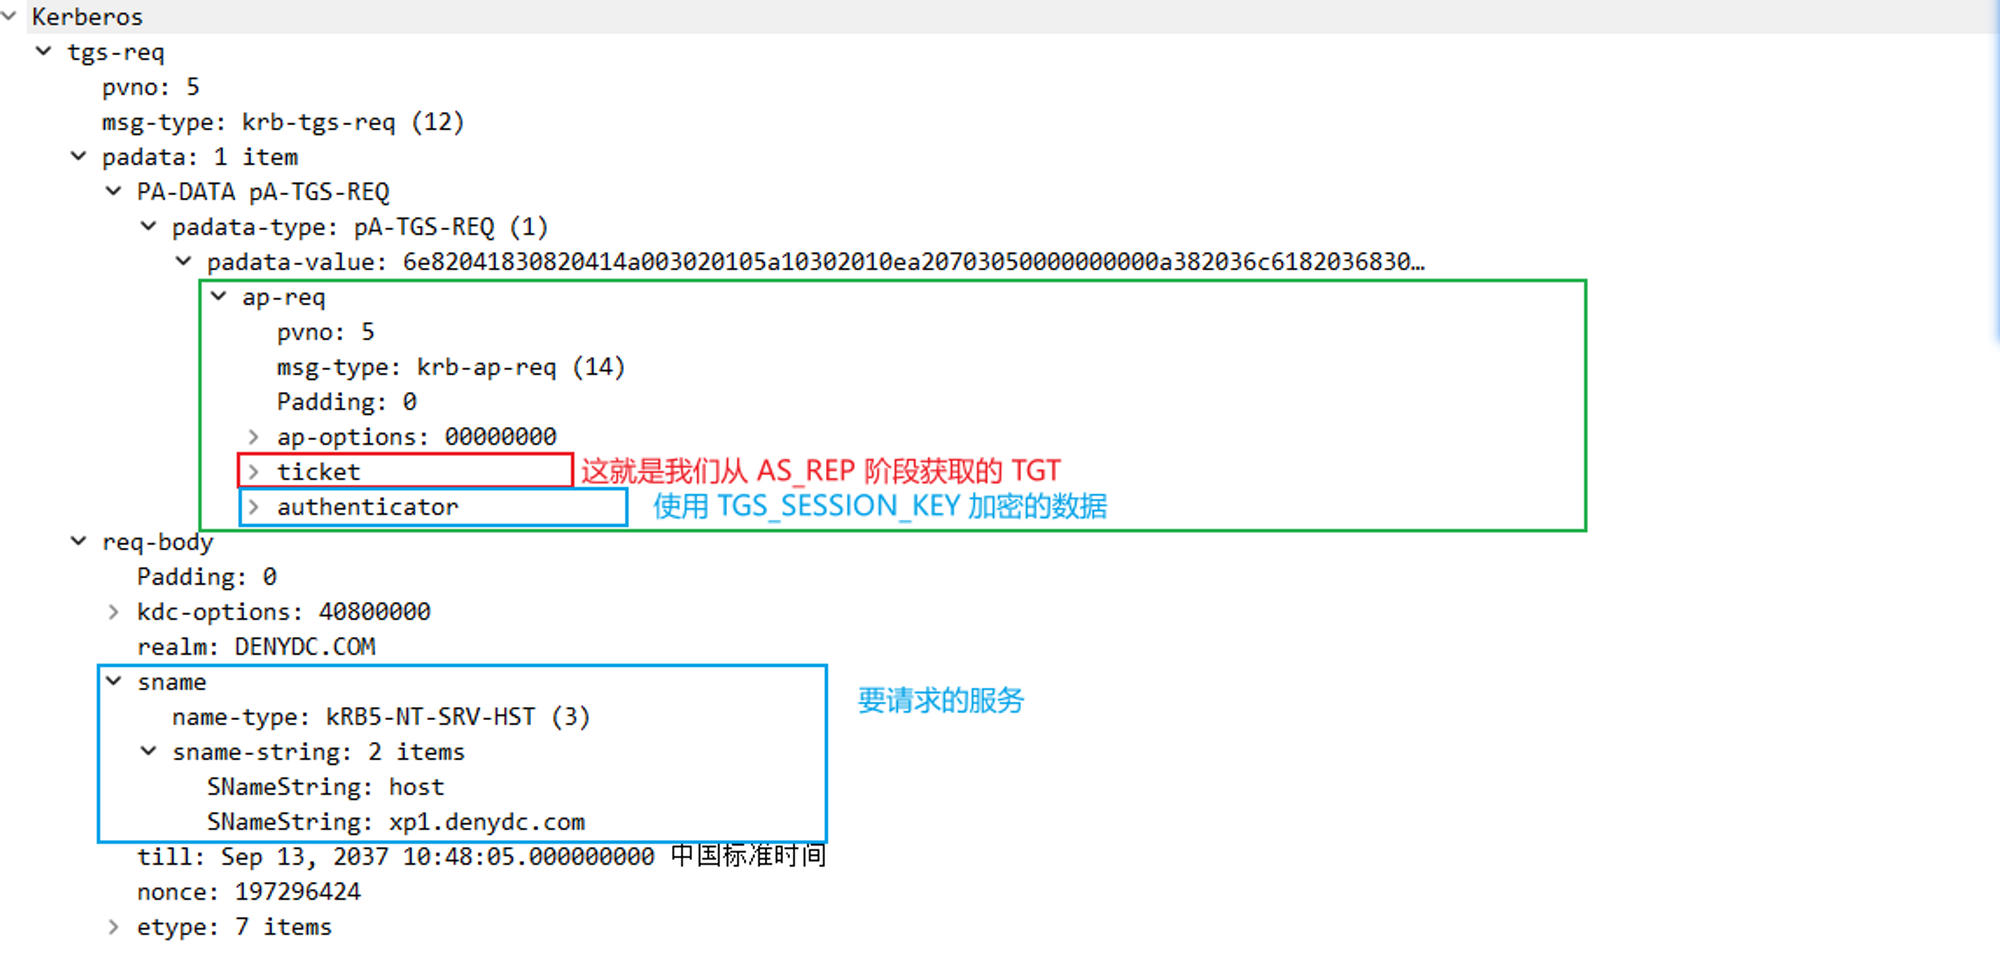 Kerberos
tgs-req
pvno: 5
msg-type: krb-tgs-req (12)
padata: 1 item
PA-DATA pA-TGS-REQ
padata-type: pA-TGS-REQ (1)
padata-value: 6e82041830820414a003020105a10302010ea20703050000000000a382036c6182036830…
ap-req
pvno: 5
msg-type: krb-ap-req (14)
Padding: 0
ap-options: 00000000
ticket 这就是我们从 AS_REP 阶段获取的 TGT
authenticator 使用 TGS_SESSION_KEY 加密的数据
req-body
Padding: 0
kdc-options: 40800000
realm: DENYDC.COM
sname
要请求的服务
name-type: kRB5-NT-SRV-HST (3)
sname-string: 2 items
SNameString: host
SNameString: xp1.denydc.com
till: Sep 13, 2037 10:48:05.000000000 中国标准时间
nonce: 197296424
etype: 7 items